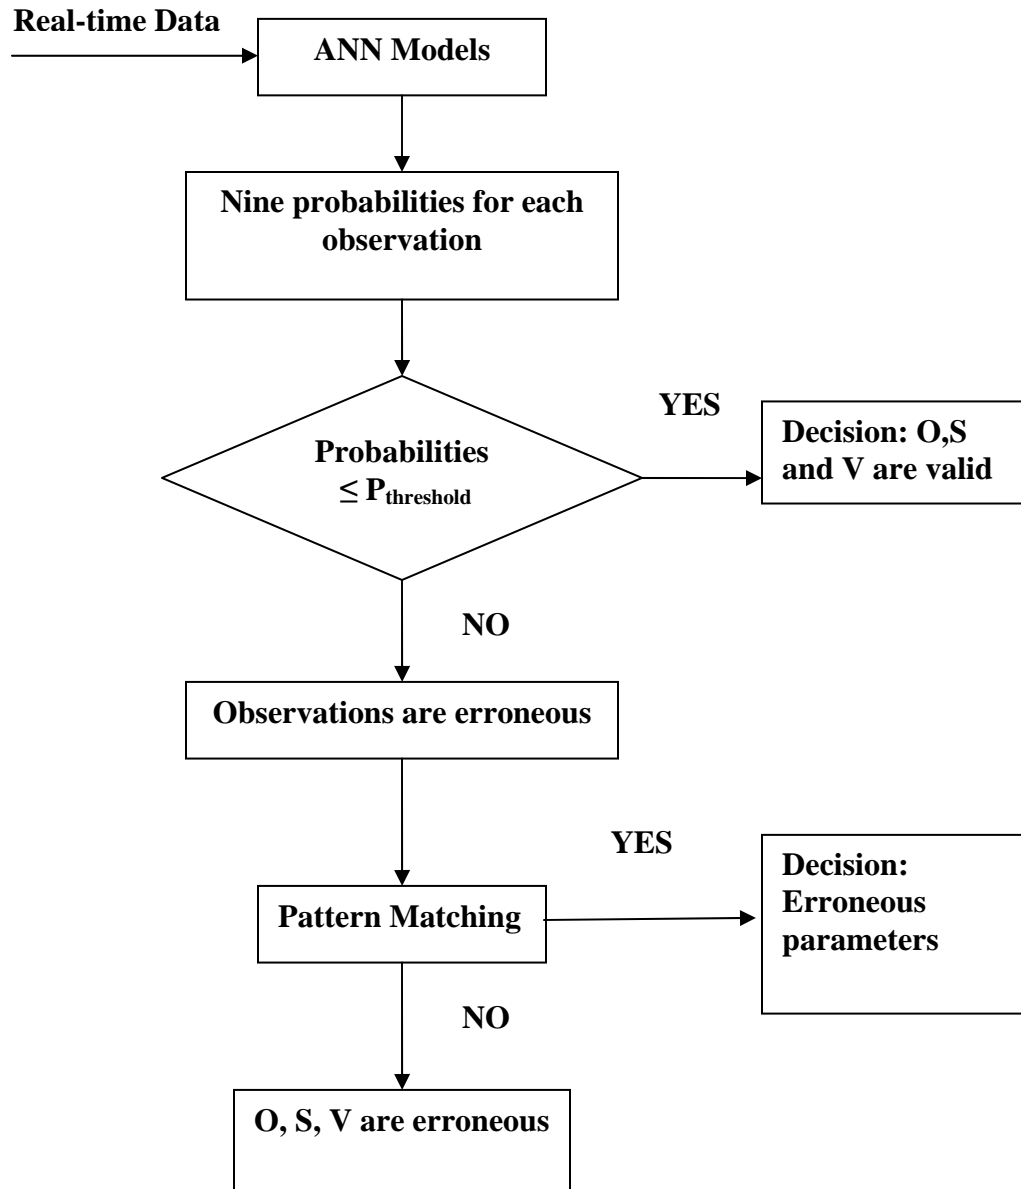 Real-time Data
ANN Models
Nine probabilities for each
observation
Probabilities
≤ Pthreshold
YES
Decision: O,S
and V are valid
NO
Observations are erroneous
YES
Decision:
Erroneous
parameters
Pattern Matching
NO
O, S, V are erroneous